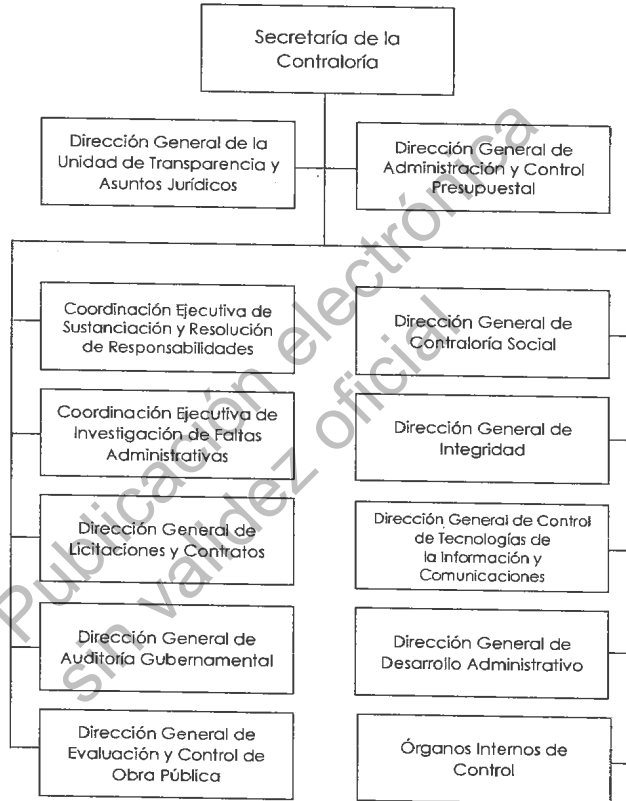 Secretaría de la
Contraloría
Dirección General de la
Unidad de Transparencia y
Asuntos Jurídicos
Dirección General de
Administración y Control
Presupuestal
Coordinación Ejecutiva de
Sustanciación y Resolución
de Responsabilidades
Dirección General de
Contraloría Social
Coordinación Ejecutiva de
Investigación de Faltas
Administrativas
Dirección General de
Integridad
Dirección General de
Licitaciones y Contratos
Dirección General de Control
de Tecnologías de
la Información y
Comunicaciones
Dirección General de
Auditoría Gubernamental
Dirección General de
Desarrollo Administrativo
Dirección General de
Evaluación y Control de
Obra Pública
Órganos Internos de
Control
Publicación electrónica
sin validez oficial